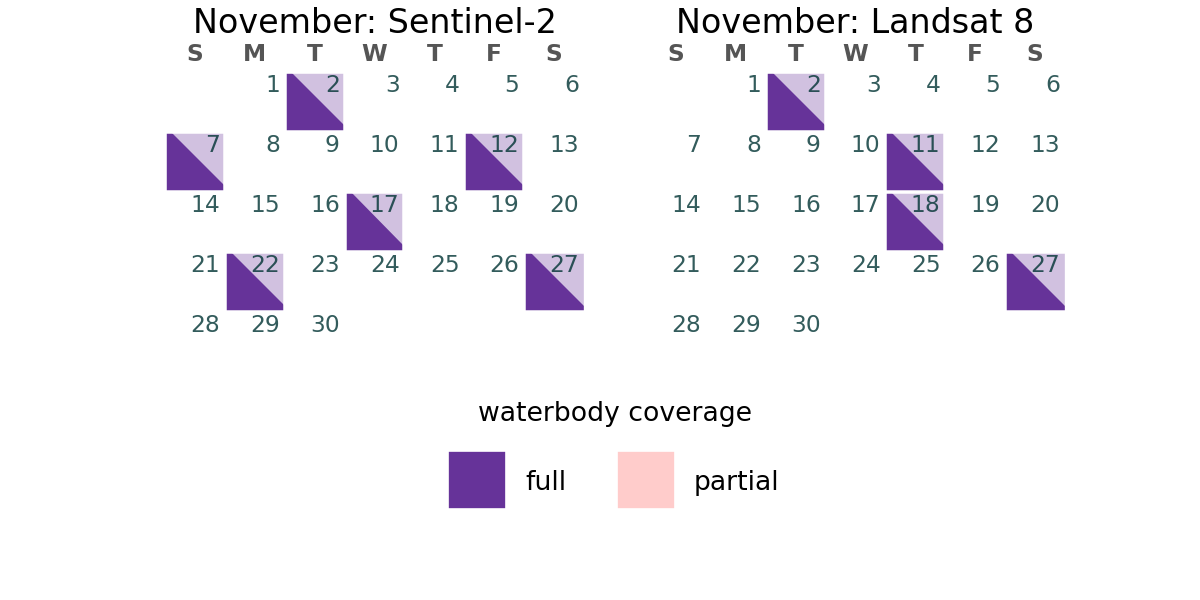 November: Sentinel-2
S M T W T F S
1 2 3 4 5 6
7 8 9 10 11 12 13
14 15 16 17 18 19 20
21 22 23 24 25 26 27
28 29 30
November: Landsat 8
S M T W T F S
1 2 3 4 5 6
7 8 9 10 11 12 13
14 15 16 17 18 19 20
21 22 23 24 25 26 27
28 29 30
waterbody coverage
full partial